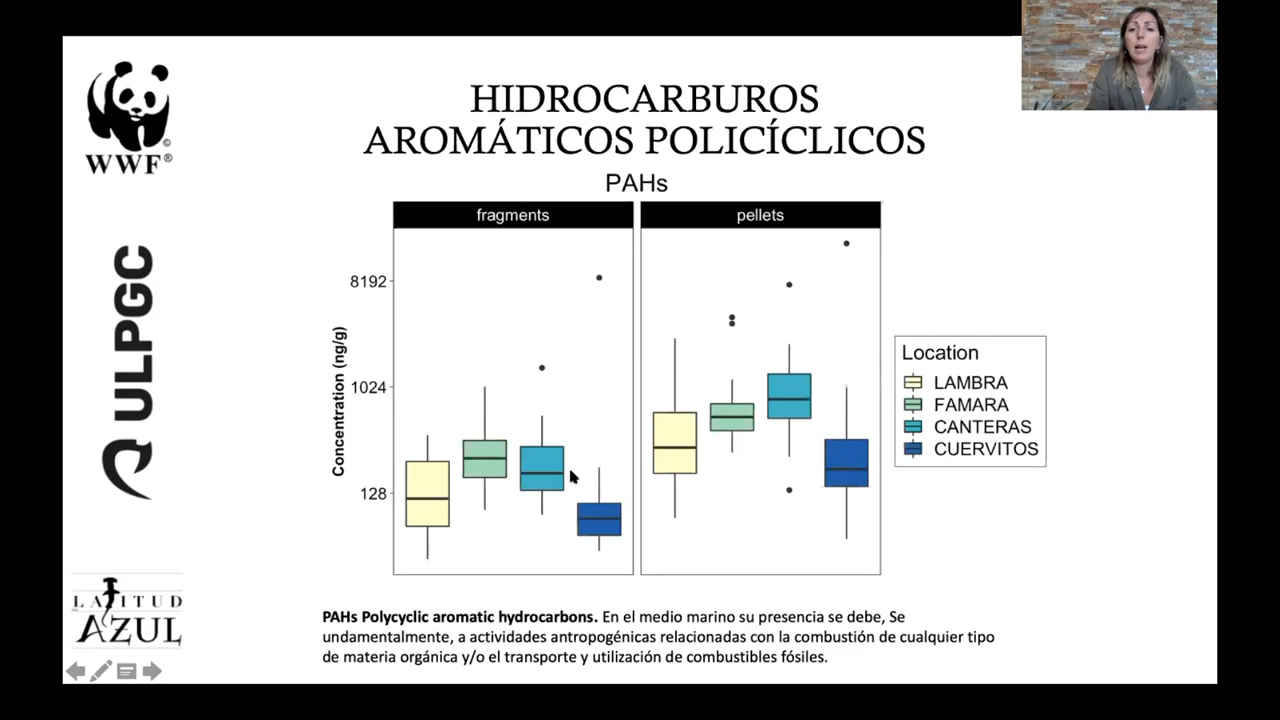 HIDROCARBUROS
AROMÁTICOS POLICÍCLICOS
PAHs
fragments
pellets
8192
1024
128
Concentration (ng/g)
Location
LAMBRA
FAMARA
CANTERAS
CUERVITOS
PAHs Polycyclic aromatic hydrocarbons. En el medio marino su presencia se debe, Se
undamentalmente, a actividades antropogénicas relacionadas con la combustión de cualquier tipo
de materia orgánica y/o el transporte y utilización de combustibles fósiles.
©
WWF®
ULPGC
LATITUD
AZUL